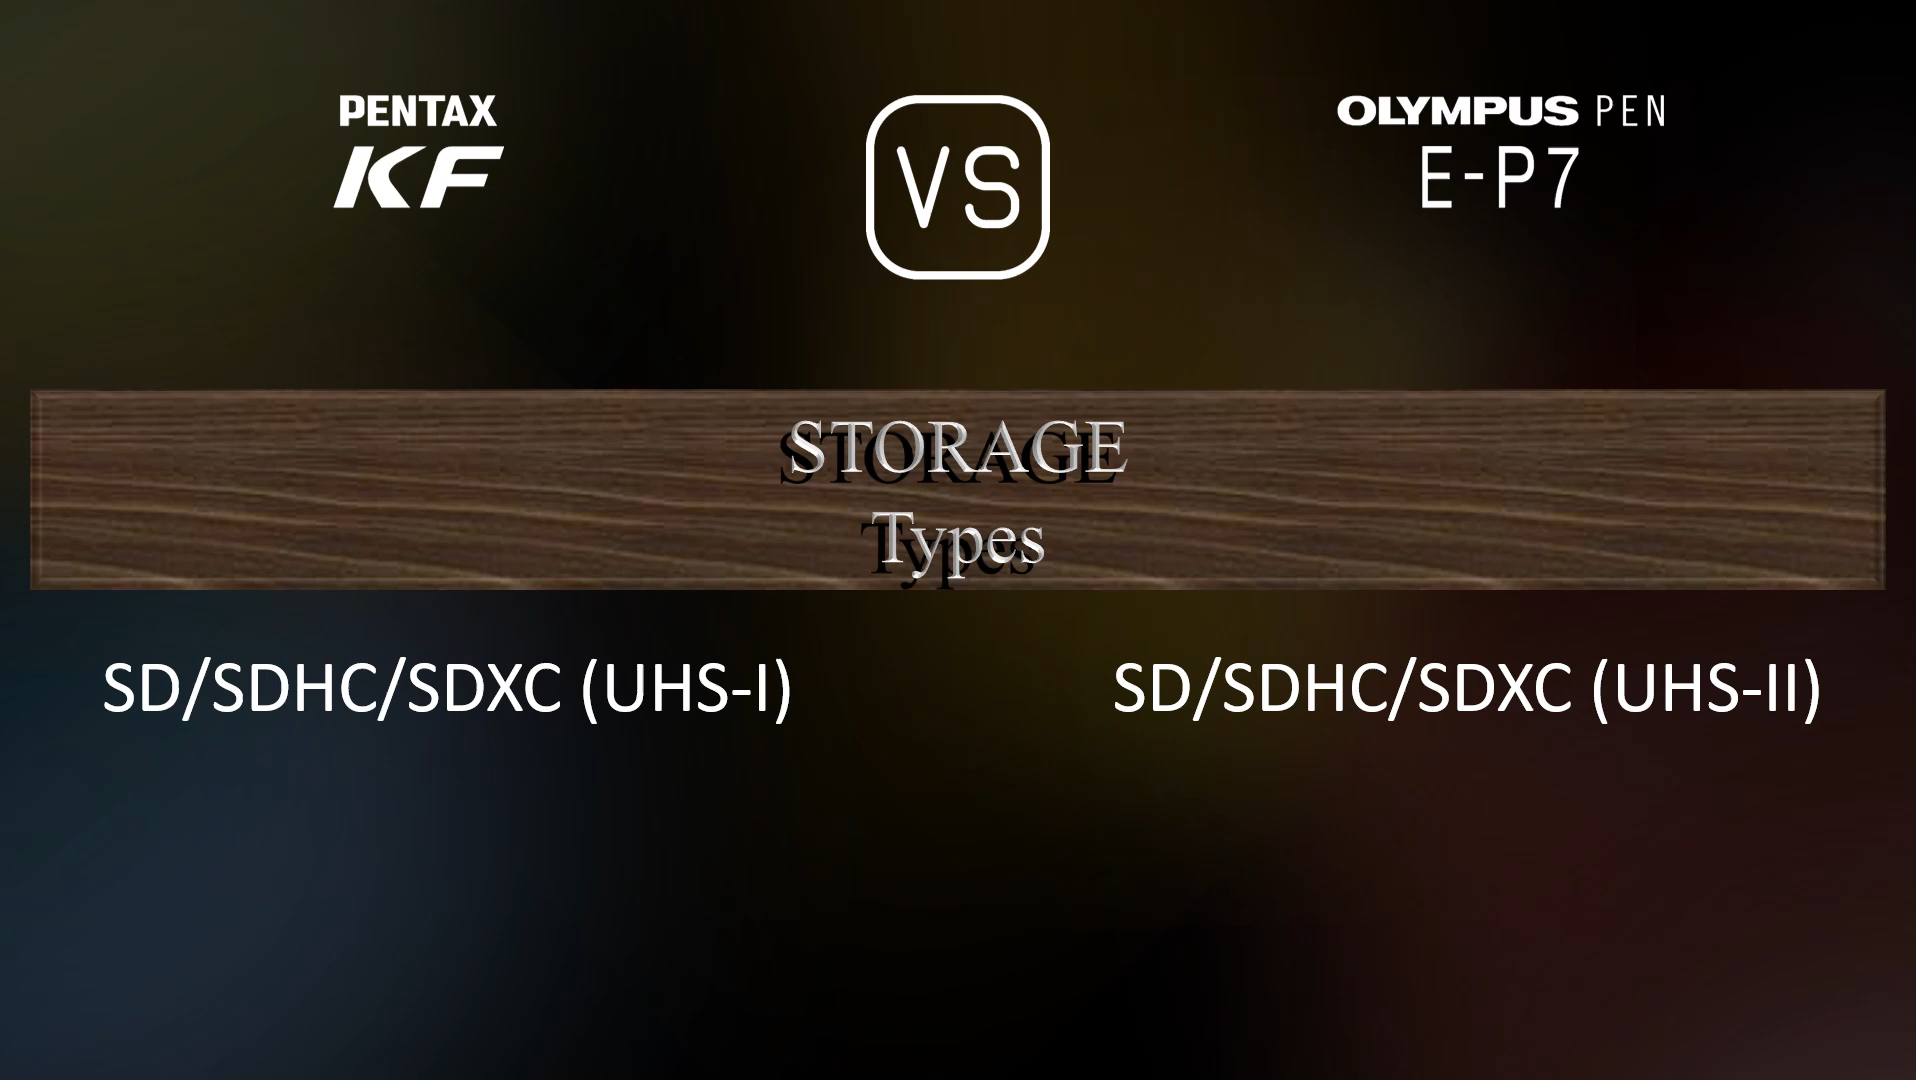 PENTAX
KF
VS
OLYMPUS PEN
E-P7
STORAGE
Types
SD/SDHC/SDXC (UHS-I)
SD/SDHC/SDXC (UHS-II)